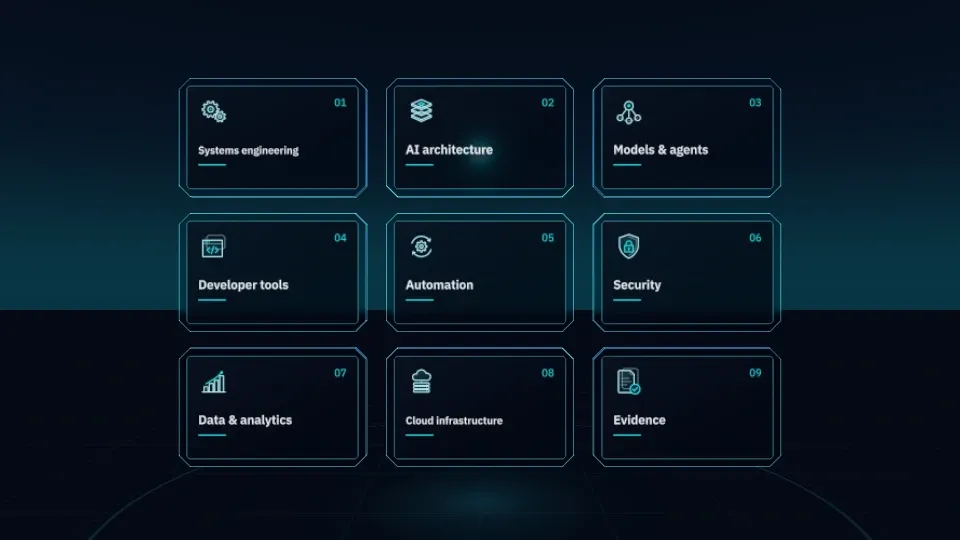 01
Systems engineering
02
AI architecture
03
Models & agents
04
</>
Developer tools
05
Automation
06
Security
07
Data & analytics
08
Cloud infrastructure
09
Evidence